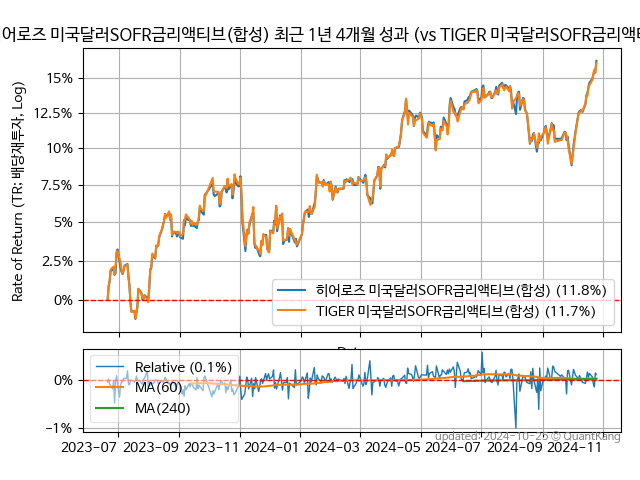 어로즈 미국달러SOFR금리액티브(합성) 최근 1년 4개월 성과 (vs TIGER 미국달러SOFR금리액티
Rate of Return (TR: 배당재투자, Log)
15%
12.5%
10%
7.5%
5%
2.5%
0%
히어로즈 미국달러SOFR금리액티브(합성) (11.8%)
TIGER 미국달러SOFR금리액티브(합성) (11.7%)
0%
-1%
Relative (0.1%)
MA(60)
MA(240)
updated: 2024-10-25 © QuantKang
2023-07 2023-09 2023-11 2024-01 2024-03 2024-05 2024-07 2024-09 2024-11